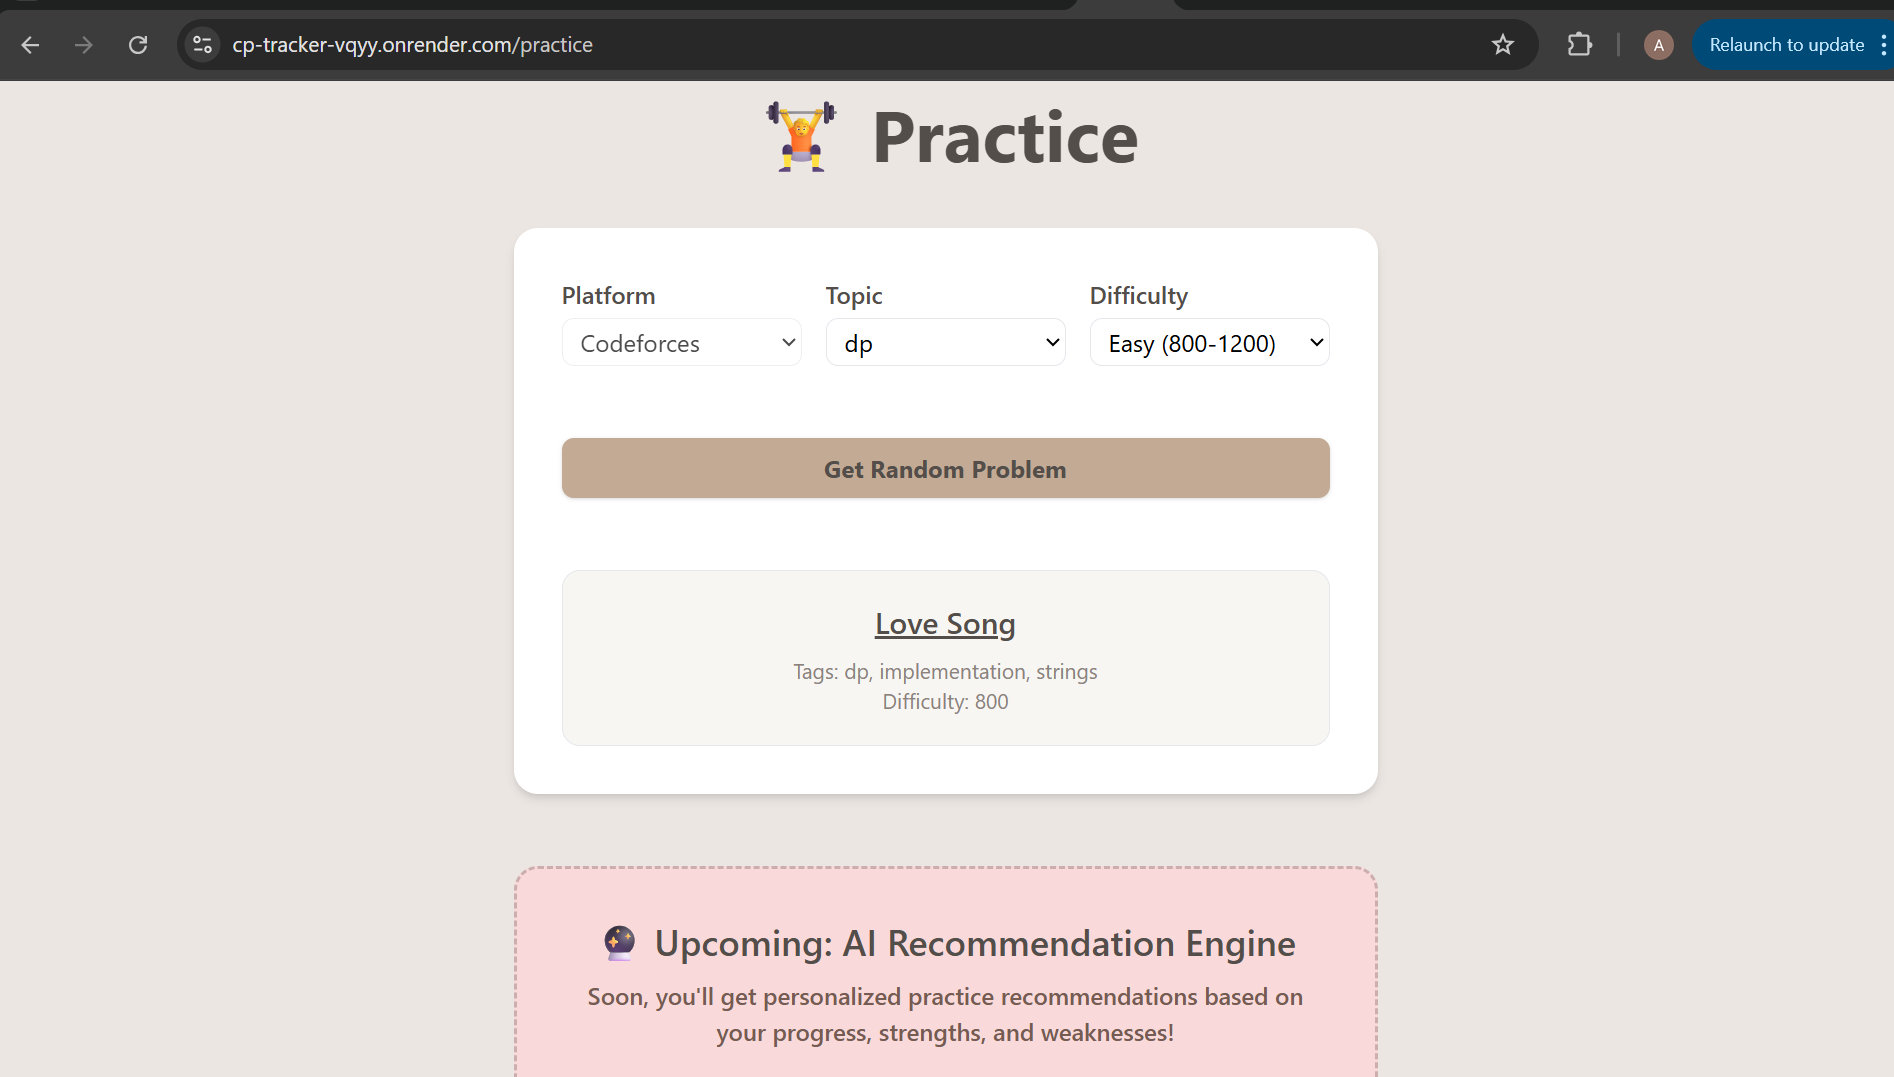 cp-tracker-vqyy.onrender.com/practice
A
Relaunch to update
Practice
Platform
Topic
Difficulty
Codeforces
dp
Easy (800-1200)
Get Random Problem
Love Song
Tags: dp, implementation, strings
Difficulty: 800
Upcoming: AI Recommendation Engine
Soon, you'll get personalized practice recommendations based on
your progress, strengths, and weaknesses!